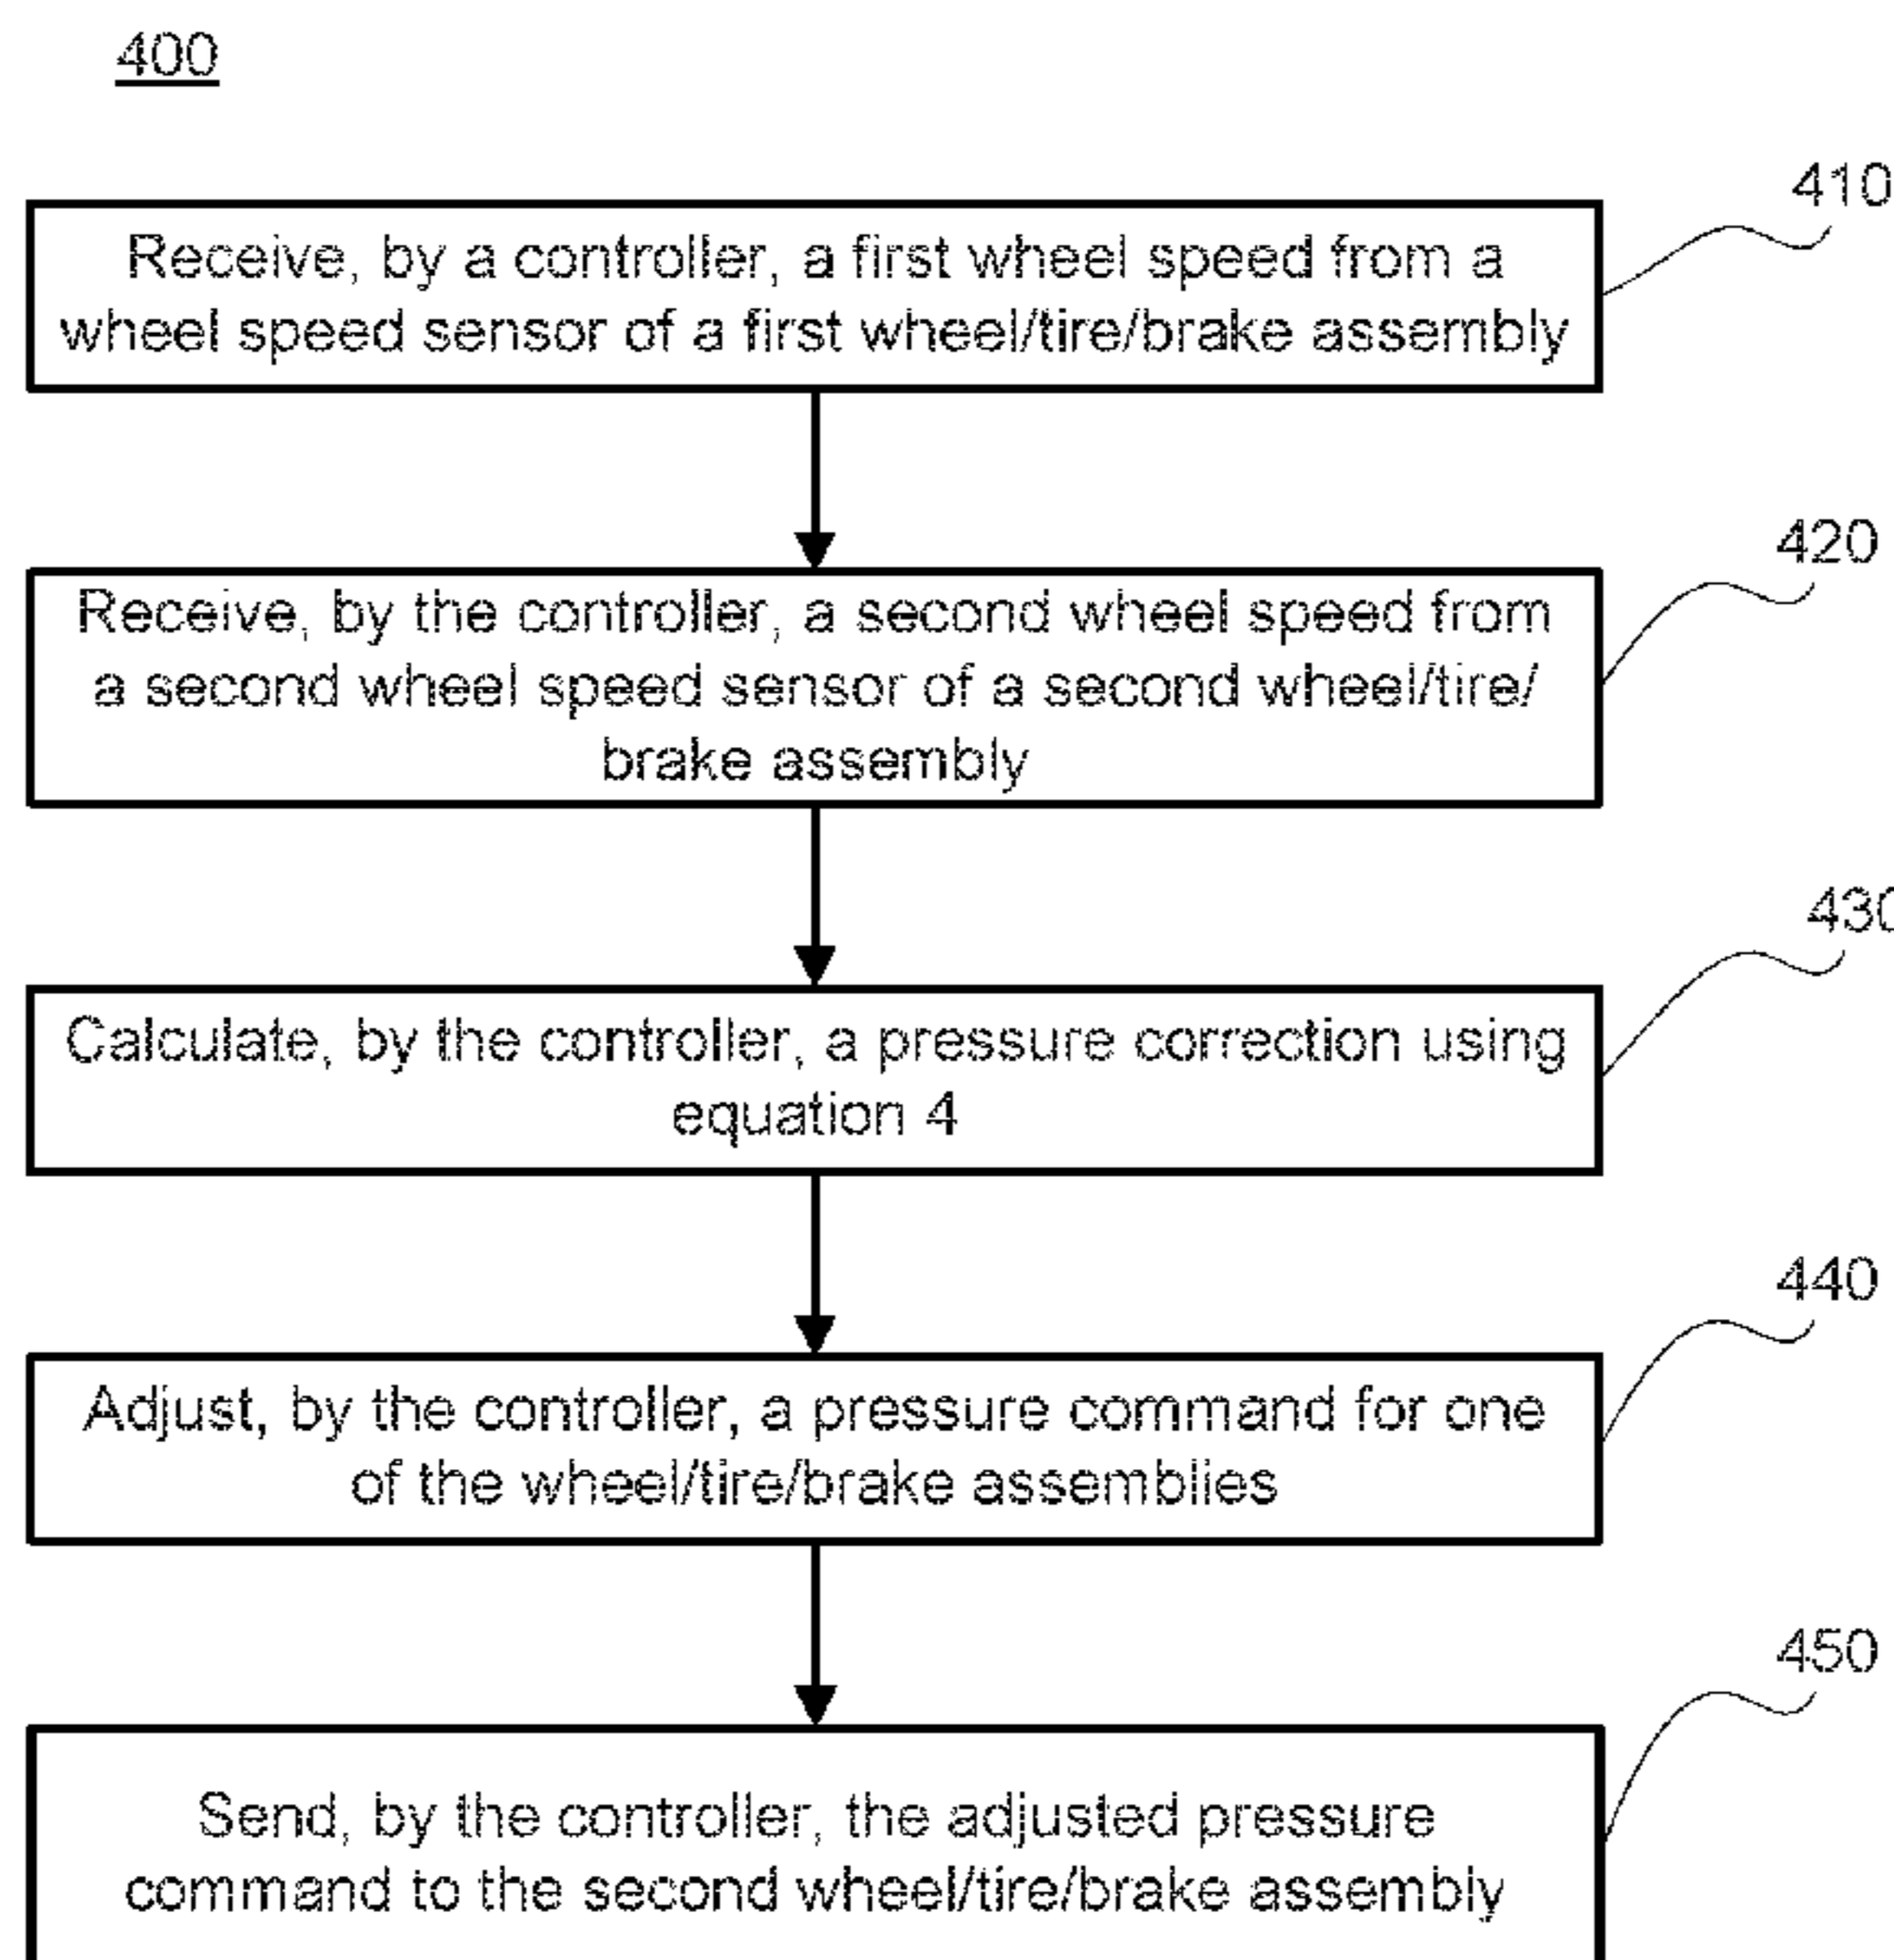 400
410
Receive, by a controller, a first wheel speed from a
wheel speed sensor of a first wheel/tire/brake assembly
420
Receive, by the controller, a second wheel speed from
a second wheel speed sensor of a second wheel/tire/
brake assembly
430
Calculate, by the controller, a pressure correction using
equation 4
440
Adjust, by the controller, a pressure command for one
of the wheel/tire/brake assemblies
450
Send, by the controller, the adjusted pressure
command to the second wheel/tire/brake assembly